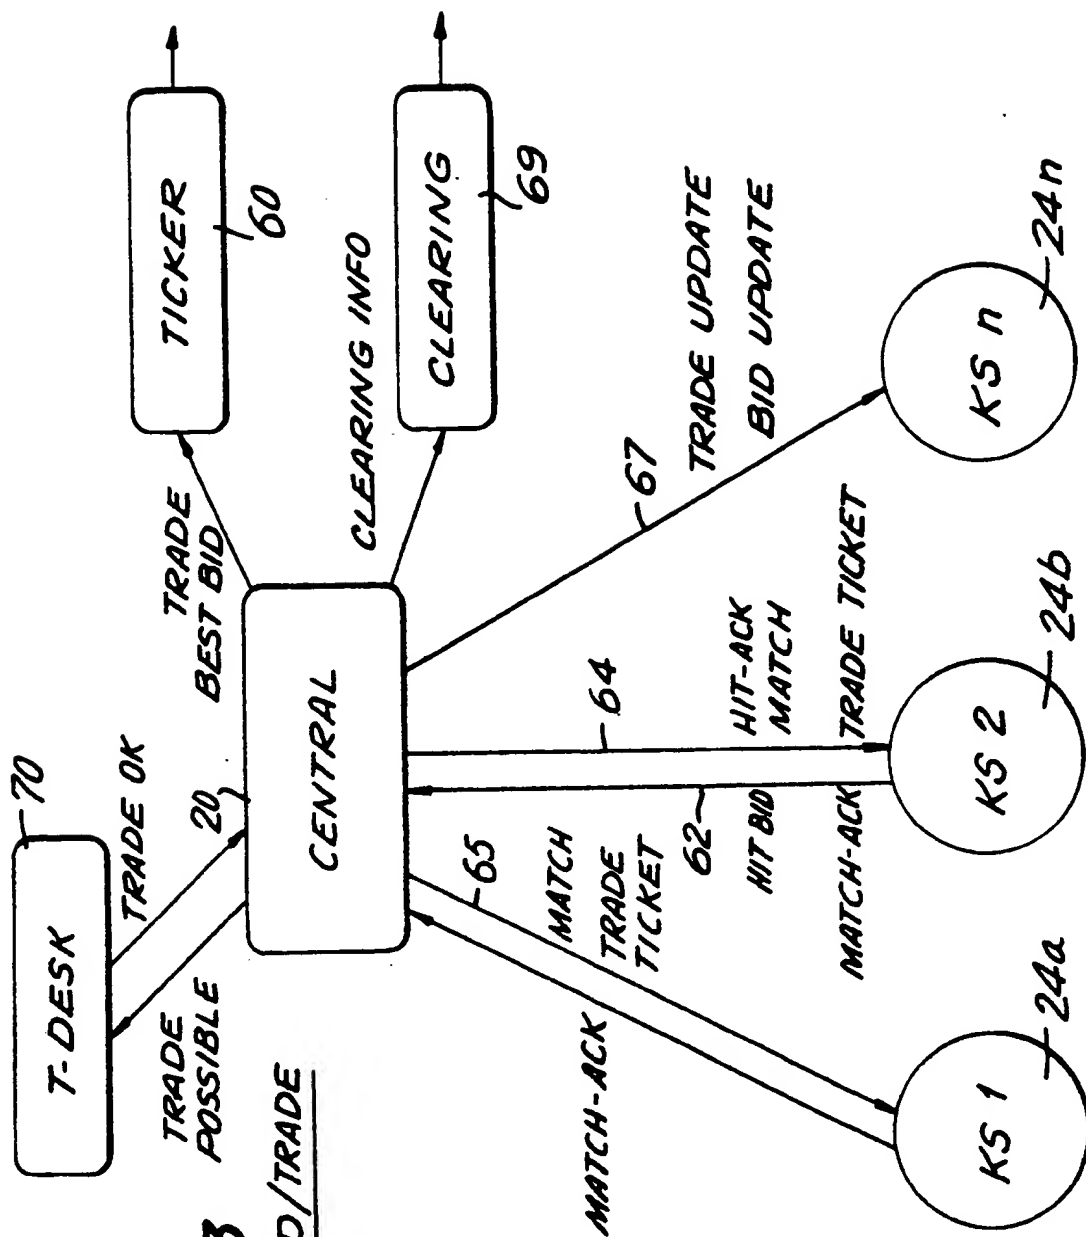 T-DESK
70
TRADE OK
TRADE
POSSIBLE
20
CENTRAL
TRADE
BEST BID
TICKER
60
CLEARING INFO
CLEARING
69
3
D/TRADE
MATCH-ACK
65
MATCH
TRADE
TICKET
62
HIT BID
MATCH-ACK
64
HIT-ACK
MATCH
TRADE TICKET
67
TRADE UPDATE
BID UPDATE
KS 1
24a
KS 2
24b
KS n
24n